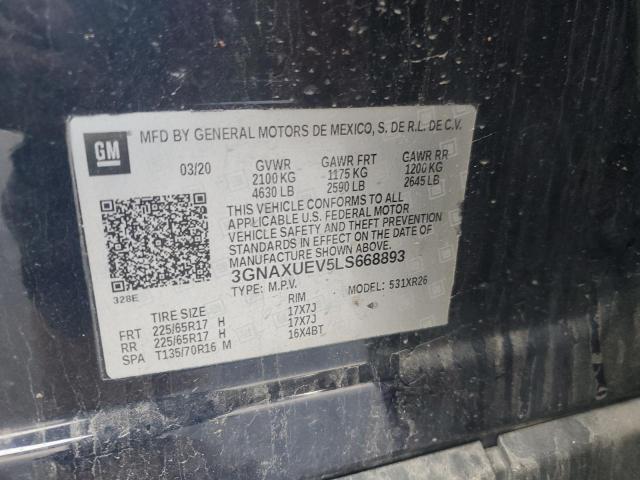 GM
MFD BY GENERAL MOTORS DE MEXICO, S. DE R.L. DE C.V.
03/20 GVWR GAWR FRT GAWR RR
2100 KG 1175 KG 1200 KG
4630 LB 2590 LB 2645 LB
THIS VEHICLE CONFORMS TO ALL
APPLICABLE U.S. FEDERAL MOTOR
VEHICLE SAFETY AND THEFT PREVENTION
STANDARDS IN EFFECT ON THE DATE OF
MANUFACTURE SHOWN ABOVE.
3GNAXUEV5LS668893
328E TYPE: M.P.V. MODEL: 531XR26
TIRE SIZE RIM
FRT 225/65R17 H 17X7J
RR 225/65R17 H 17X7J
SPA T135/70R16 M 16X4BT